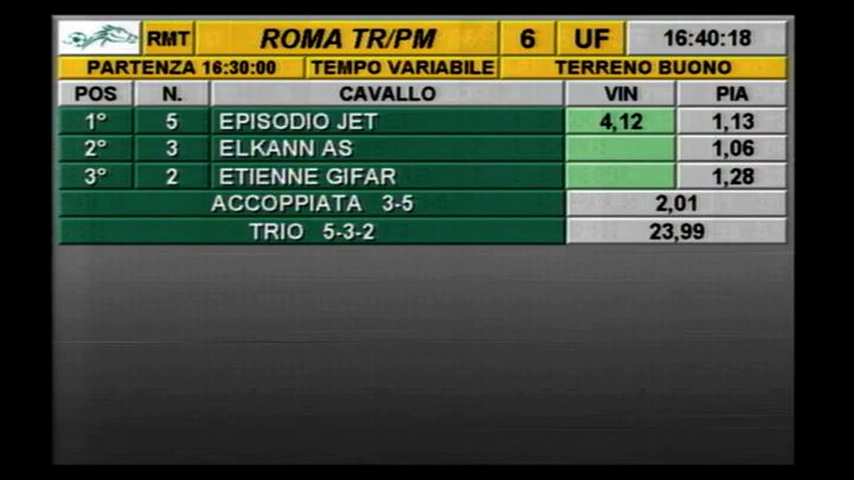 RMT ROMA TR/PM 6 UF 16:40:18
PARTENZA 16:30:00 TEMPO VARIABILE TERRENO BUONO
POS N. CAVALLO VIN PIA
1° 5 EPISODIO JET 4,12 1,13
2° 3 ELKANN AS 1,06
3° 2 ETIENNE GIFAR 1,28
ACCOPPIATA 3-5 2,01
TRIO 5-3-2 23,99